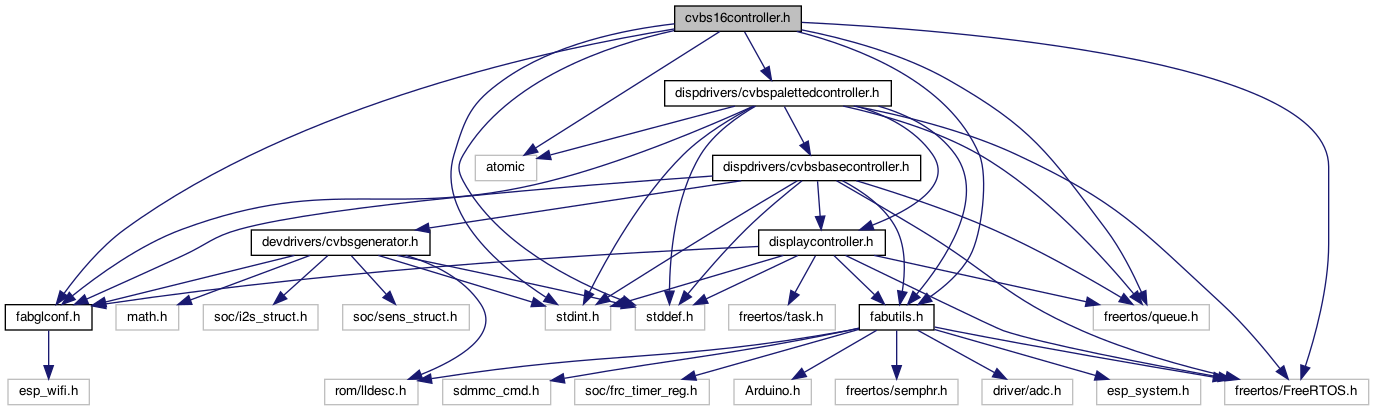 cvbs16controller.h
dispdrivers/cvbspalettedcontroller.h
atomic
dispdrivers/cvbsbasecontroller.h
devdrivers/cvbsgenerator.h
displaycontroller.h
fabglconf.h
math.h
soc/i2s_struct.h
soc/sens_struct.h
stdint.h
stddef.h
freertos/task.h
fabutils.h
freertos/queue.h
esp_wifi.h
rom/lldesc.h
sdmmc_cmd.h
soc/frc_timer_reg.h
Arduino.h
freertos/semphr.h
driver/adc.h
esp_system.h
freertos/FreeRTOS.h